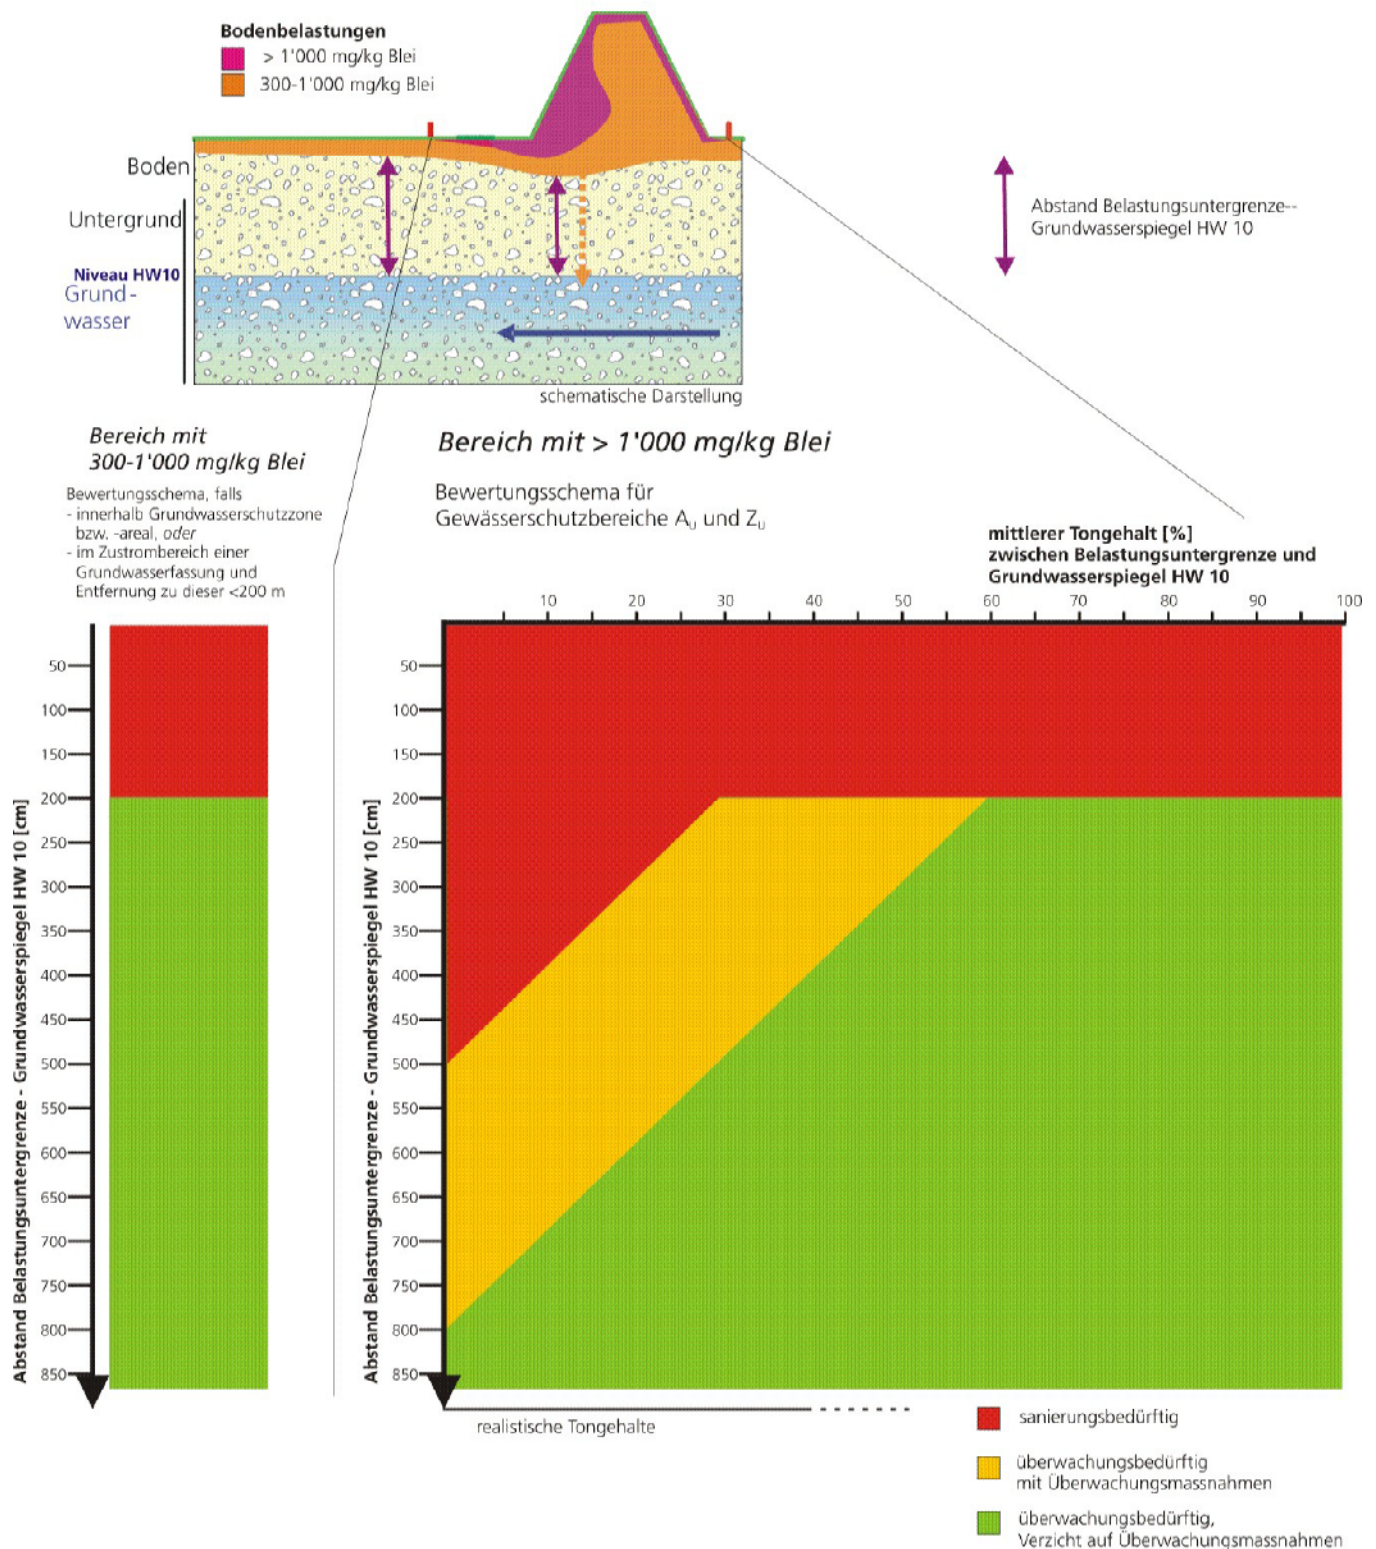 Bodenbelastungen
> 1'000 mg/kg Blei
300-1'000 mg/kg Blei
Boden
Untergrund
Niveau HW10
Grund-
wasser
Abstand Belastungsuntergrenze--
Grundwasserspiegel HW 10
schematische Darstellung
Bereich mit
300-1'000 mg/kg Blei
Bewertungsschema, falls
- innerhalb Grundwasserschutzzone
bzw. -areal, oder
- im Zustrombereich einer
Grundwasserfassung und
Entfernung zu dieser <200 m
Bereich mit > 1'000 mg/kg Blei
Bewertungsschema für
Gewässerschutzbereiche Au und Zu
mittlerer Tongehalt [%]
zwischen Belastungsuntergrenze und
Grundwasserspiegel HW 10
10 20 30 40 50 60 70 80 90 100
Abstand Belastungsuntergrenze - Grundwasserspiegel HW 10 [cm]
50
100
150
200
250
300
350
400
450
500
550
600
650
700
750
800
850
Abstand Belastungsuntergrenze - Grundwasserspiegel HW 10 [cm]
50
100
150
200
250
300
350
400
450
500
550
600
650
700
750
800
850
realistische Tongehalte
sanierungsbedürftig
überwachungsbedürftig
mit Überwachungsmassnahmen
überwachungsbedürftig,
Verzicht auf Überwachungsmassnahmen